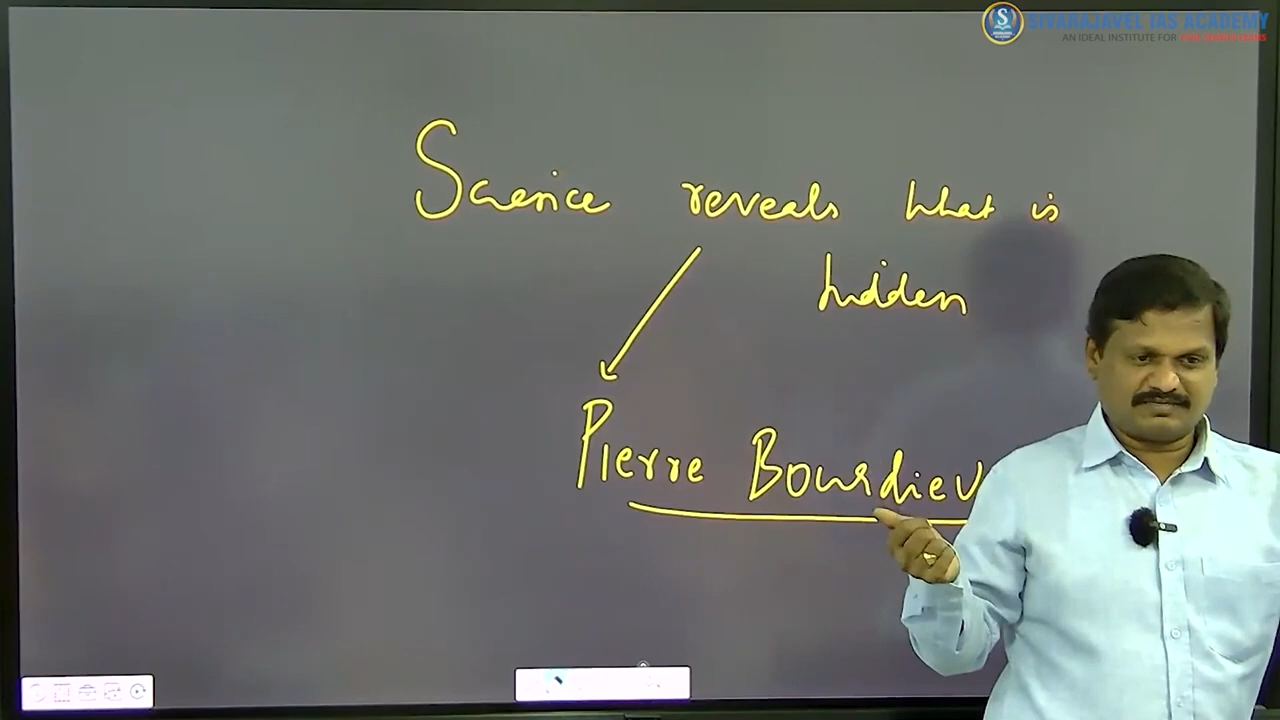 SIVARAJAVEL IAS ACADEMY
AN IDEAL INSTITUTE FOR
Science reveals what is
hidden
Pierre Bourdieu